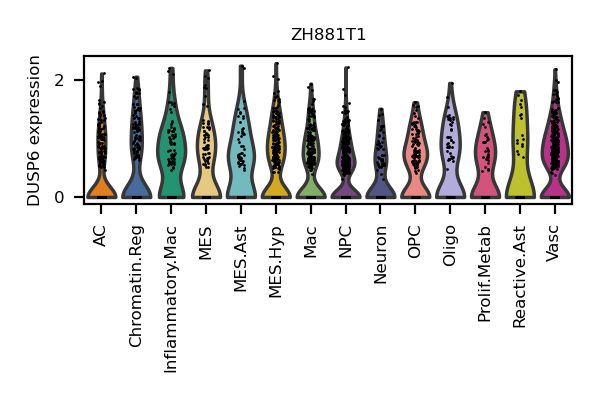 ZH881T1
DUSP6 expression
2
0
AC
Chromatin.Reg
Inflammatory.Mac
MES
MES.Ast
MES.Hyp
Mac
NPC
Neuron
OPC
Oligo
Prolif.Metab
Reactive.Ast
Vasc